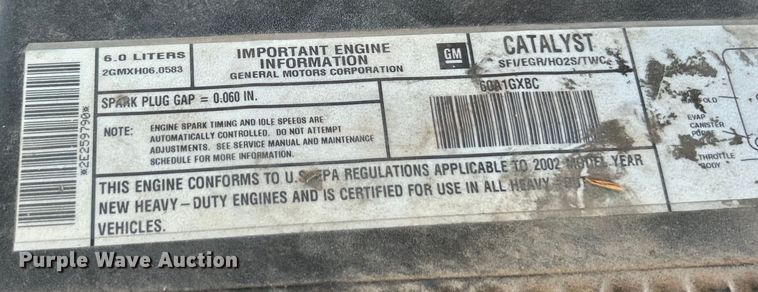 6.0 LITERS
2GMXH06.0583
IMPORTANT ENGINE
INFORMATION
GENERAL MOTORS CORPORATION
GM
CATALYST
SFI/EGR/HO2S/TWC
SPARK PLUG GAP = 0.060 IN.
NOTE: ENGINE SPARK TIMING AND IDLE SPEEDS ARE
AUTOMATICALLY CONTROLLED. DO NOT ATTEMPT
ADJUSTMENTS. SEE SERVICE MANUAL AND MAINTENANCE
SCHEDULE FOR MORE INFORMATION.
THIS ENGINE CONFORMS TO U.S. EPA REGULATIONS APPLICABLE TO 2002 MODEL YEAR
NEW HEAVY-DUTY ENGINES AND IS CERTIFIED FOR USE IN ALL HEAVY-DUTY
VEHICLES.
*2E259790*
EVAP
CANISTER
PURGE
THROTTLE
BODY
Purple Wave Auction